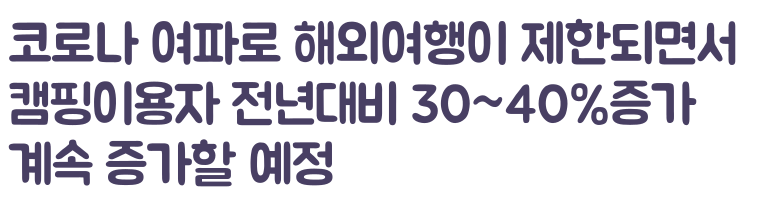 코로나 여파로 해외여행이 제한되면서
캠핑이용자 전년대비 30~40%증가
계속 증가할 예정